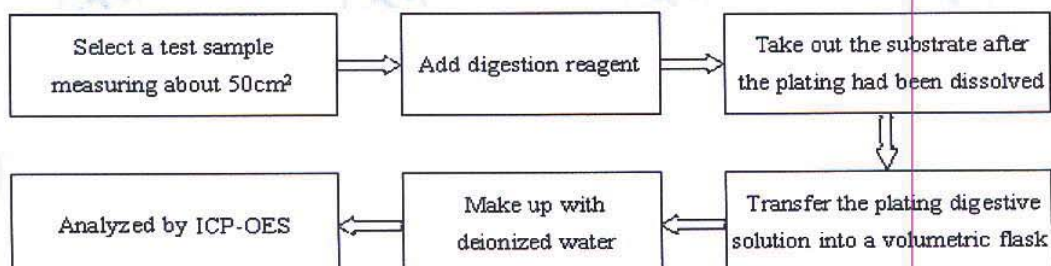 Select a test sample
measuring about 50cm²
Add digestion reagent
Take out the substrate after
the plating had been dissolved
Transfer the plating digestive
solution into a volumetric flask
Make up with
deionized water
Analyzed by ICP-OES